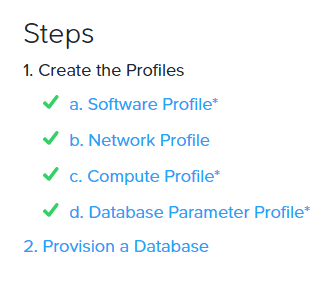 Steps
1. Create the Profiles
a. Software Profile*
b. Network Profile
c. Compute Profile*
d. Database Parameter Profile*
2. Provision a Database